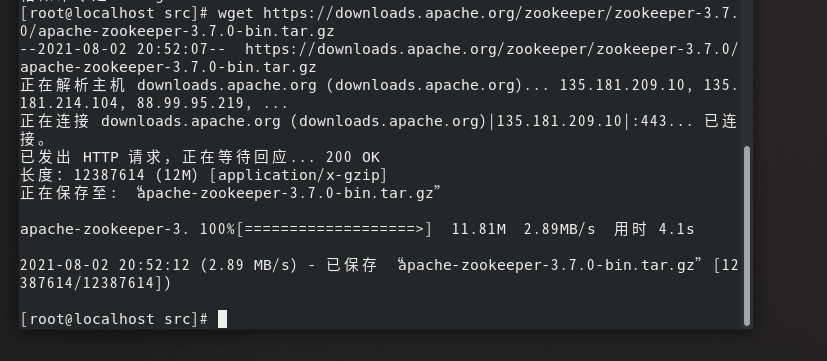 [root@localhost src]# wget https://downloads.apache.org/zookeeper/zookeeper-3.7.
0/apache-zookeeper-3.7.0-bin.tar.gz
--2021-08-02 20:52:07--  https://downloads.apache.org/zookeeper/zookeeper-3.7.0/
apache-zookeeper-3.7.0-bin.tar.gz
正在解析主机 downloads.apache.org (downloads.apache.org)... 135.181.209.10, 135.
181.214.104, 88.99.95.219, ...
正在连接 downloads.apache.org (downloads.apache.org)|135.181.209.10|:443... 已连
接。
已发出 HTTP 请求，正在等待回应... 200 OK
长度：12387614 (12M) [application/x-gzip]
正在保存至: “apache-zookeeper-3.7.0-bin.tar.gz”
apache-zookeeper-3. 100%[===================>]  11.81M  2.89MB/s  用时 4.1s
2021-08-02 20:52:12 (2.89 MB/s) - 已保存 “apache-zookeeper-3.7.0-bin.tar.gz” [12
387614/12387614])
[root@localhost src]#